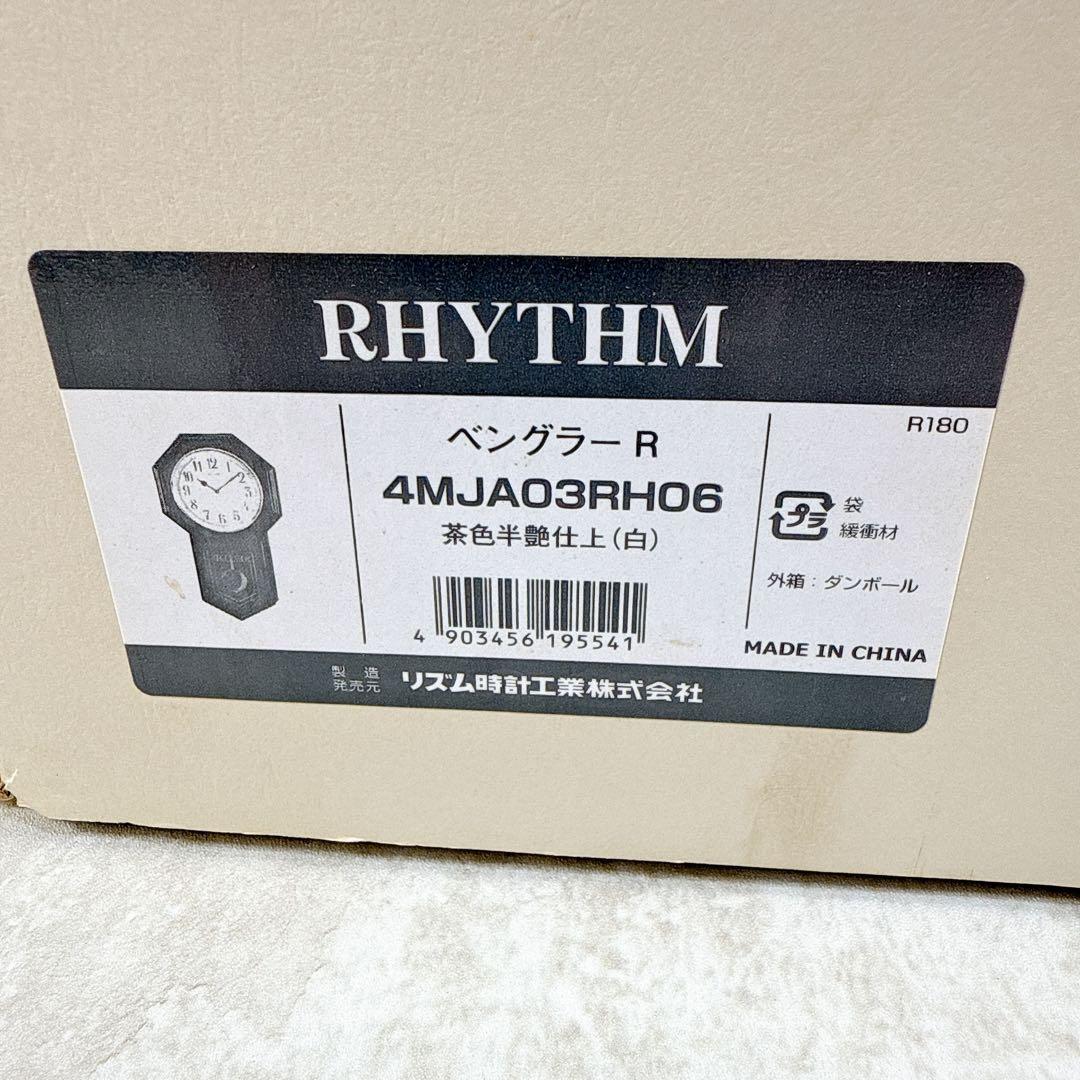 RHYTHM
ベングラー R
4MJA03RH06
茶色半艶仕上(白)
4 903456 195541
R180
プラ
袋
緩衝材
外箱：ダンボール
MADE IN CHINA
製造
発売元
リズム時計工業株式会社